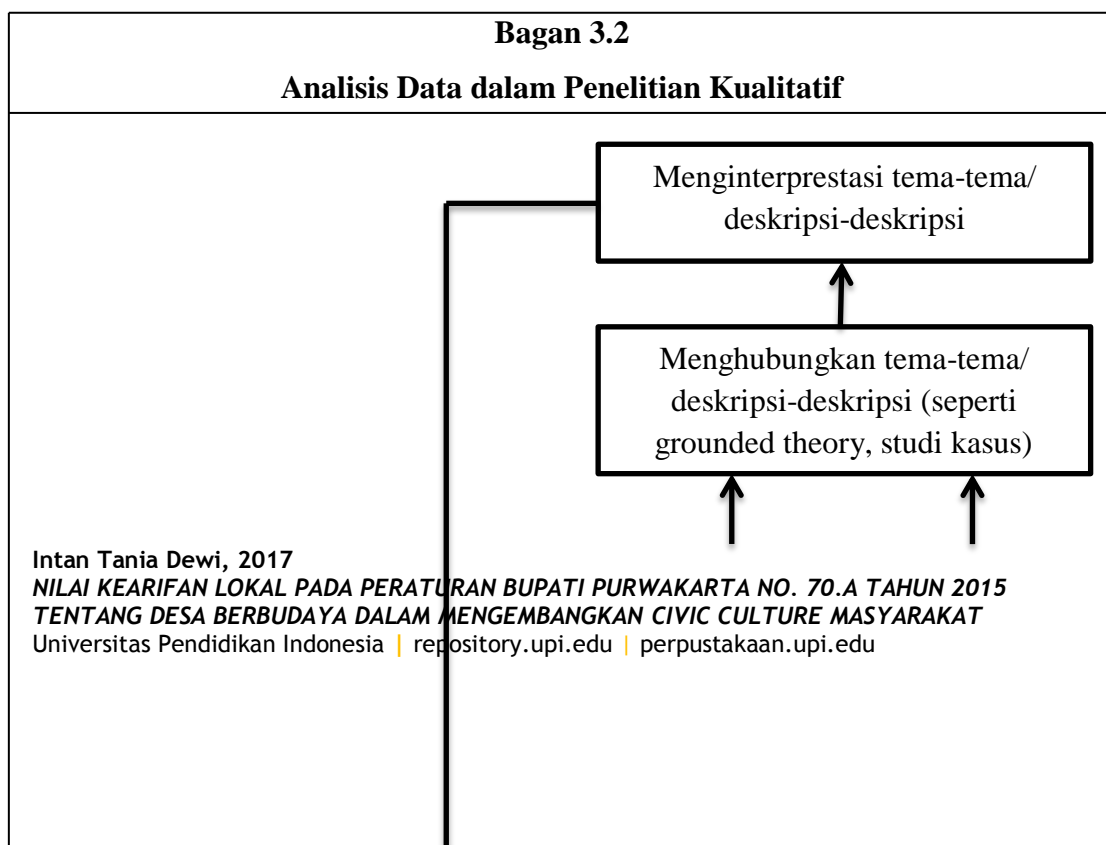 Bagan 3.2
Analisis Data dalam Penelitian Kualitatif
Menginterprestasi tema-tema/
deskripsi-deskripsi
Menghubungkan tema-tema/
deskripsi-deskripsi (seperti
grounded theory, studi kasus)
Intan Tania Dewi, 2017
NILAI KEARIFAN LOKAL PADA PERATURAN BUPATI PURWAKARTA NO. 70.A TAHUN 2015
TENTANG DESA BERBUDAYA DALAM MENGEMBANGKAN CIVIC CULTURE MASYARAKAT
Universitas Pendidikan Indonesia | repository.upi.edu | perpustakaan.upi.edu